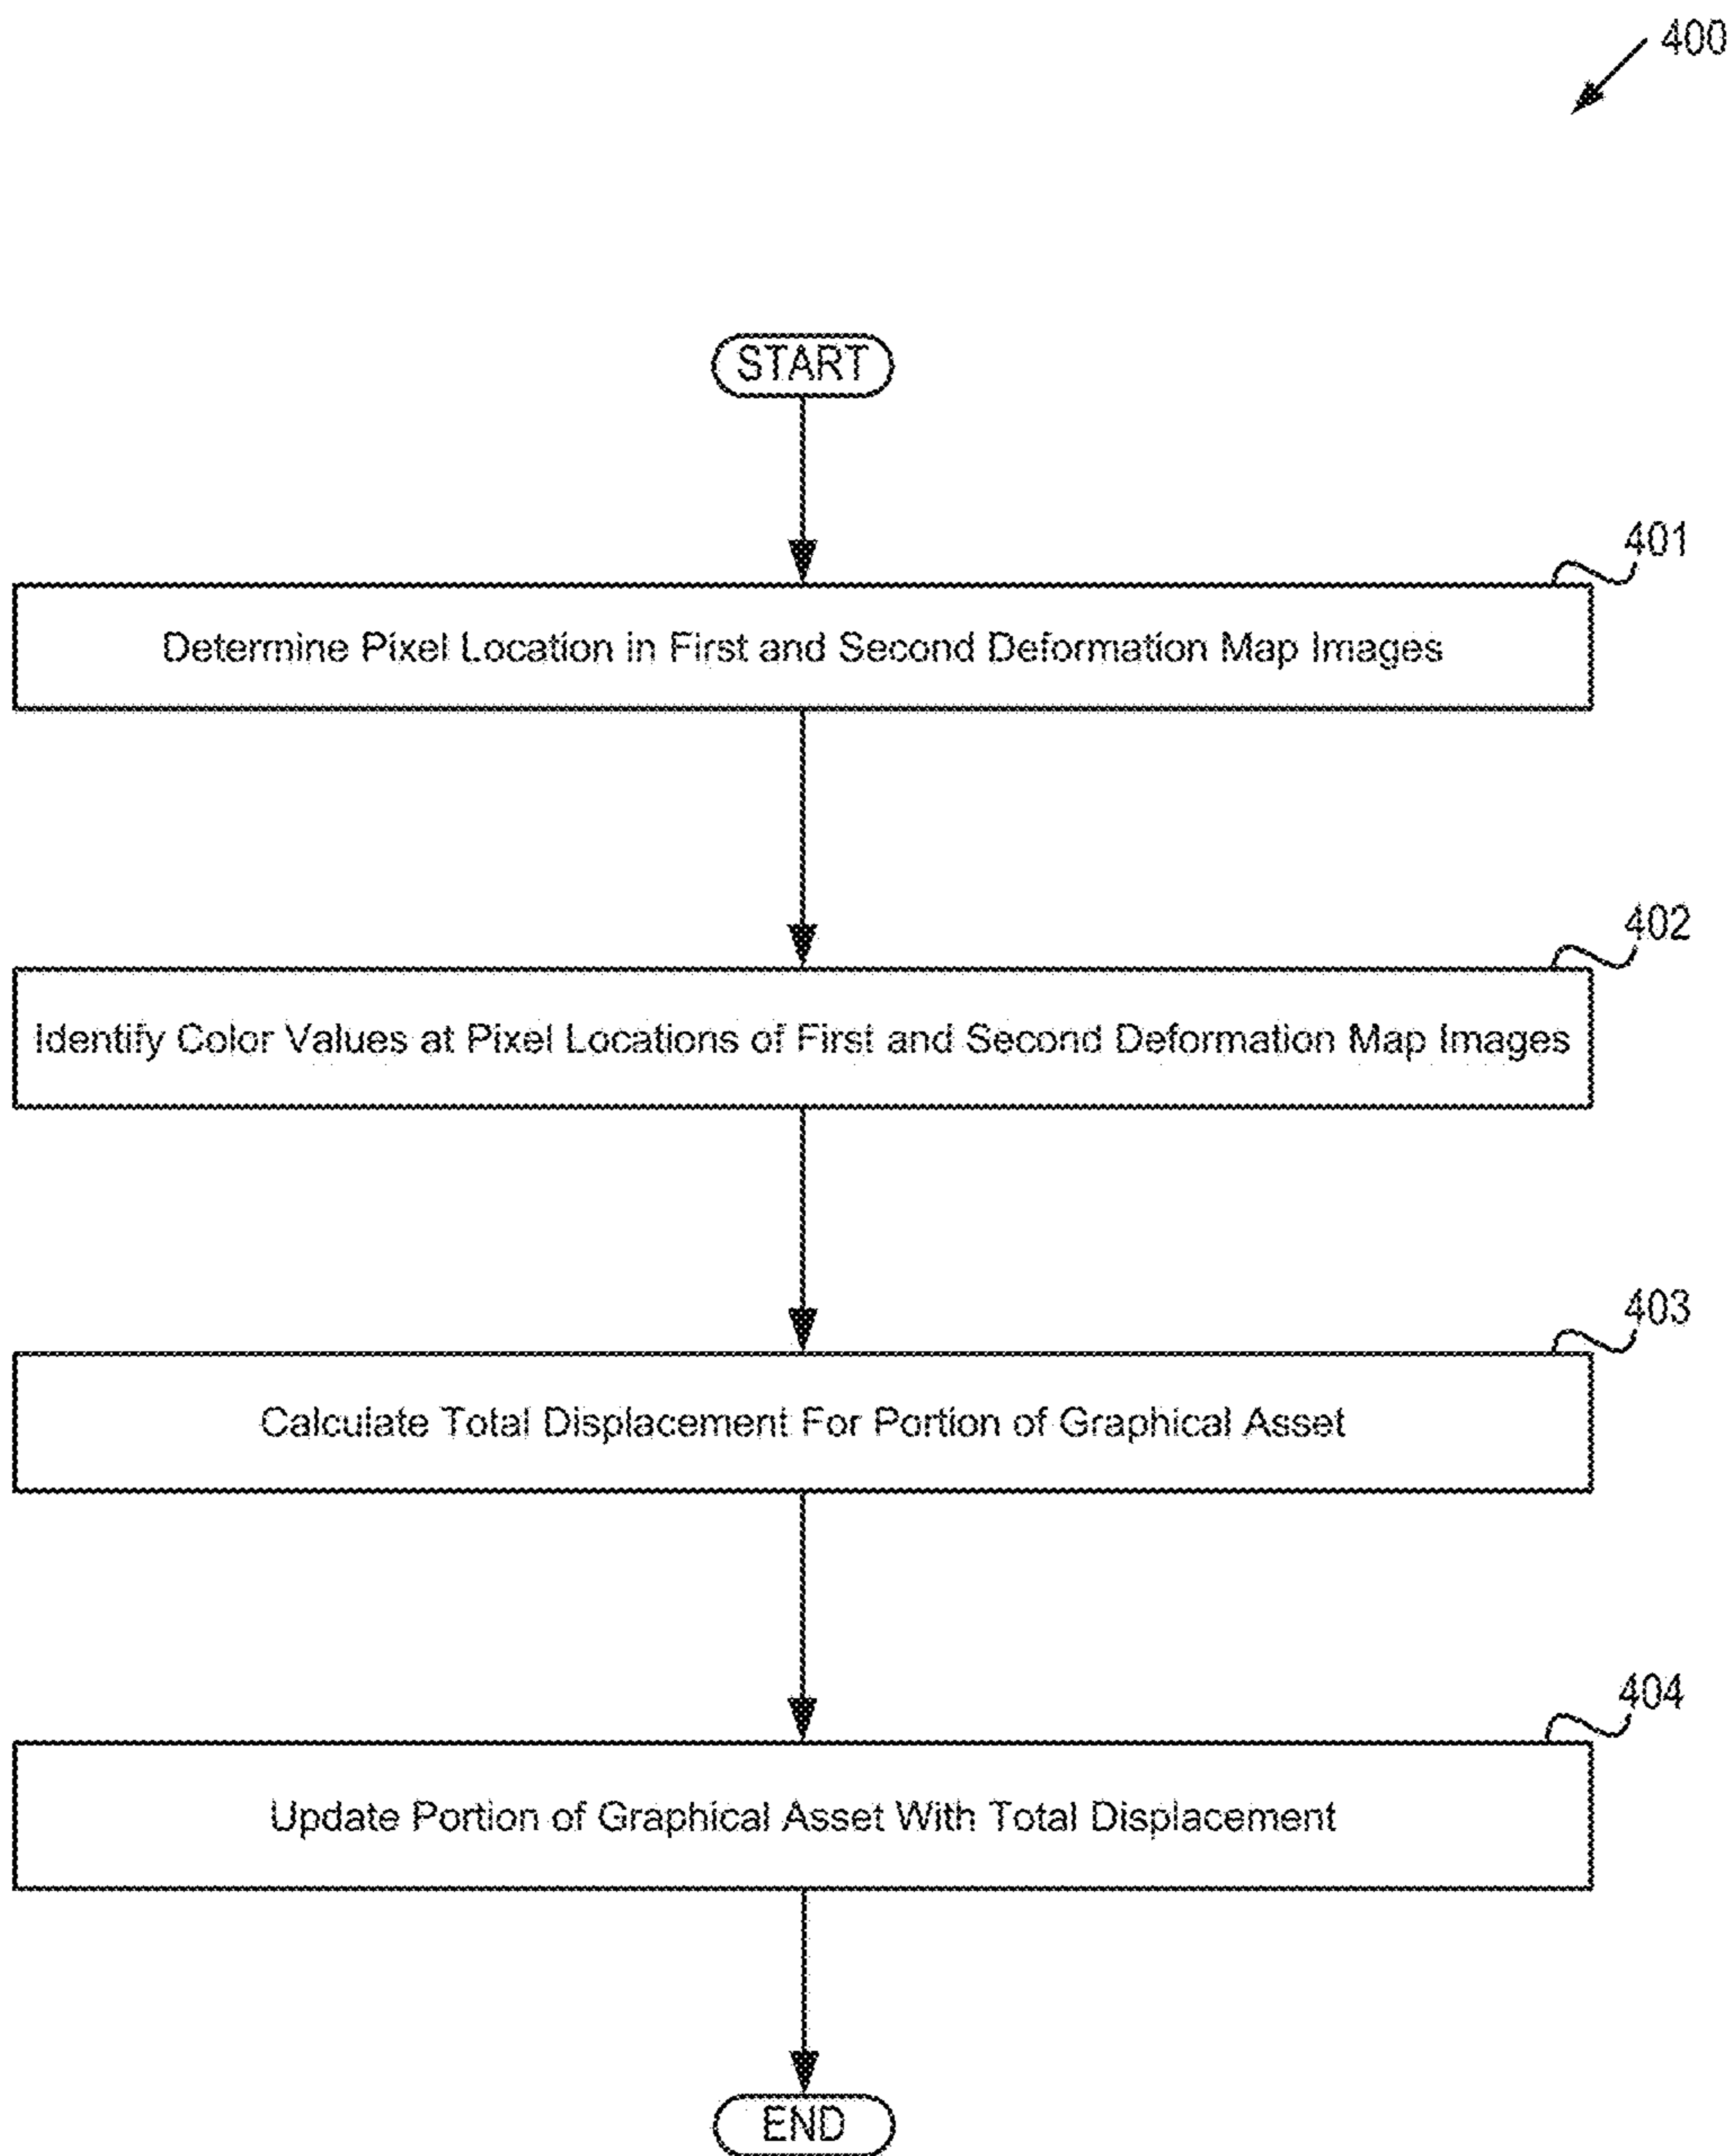 400
START
401
Determine Pixel Location in First and Second Deformation Map Images
402
Identify Color Values at Pixel Locations of First and Second Deformation Map Images
403
Calculate Total Displacement For Portion of Graphical Asset
404
Update Portion of Graphical Asset With Total Displacement
END